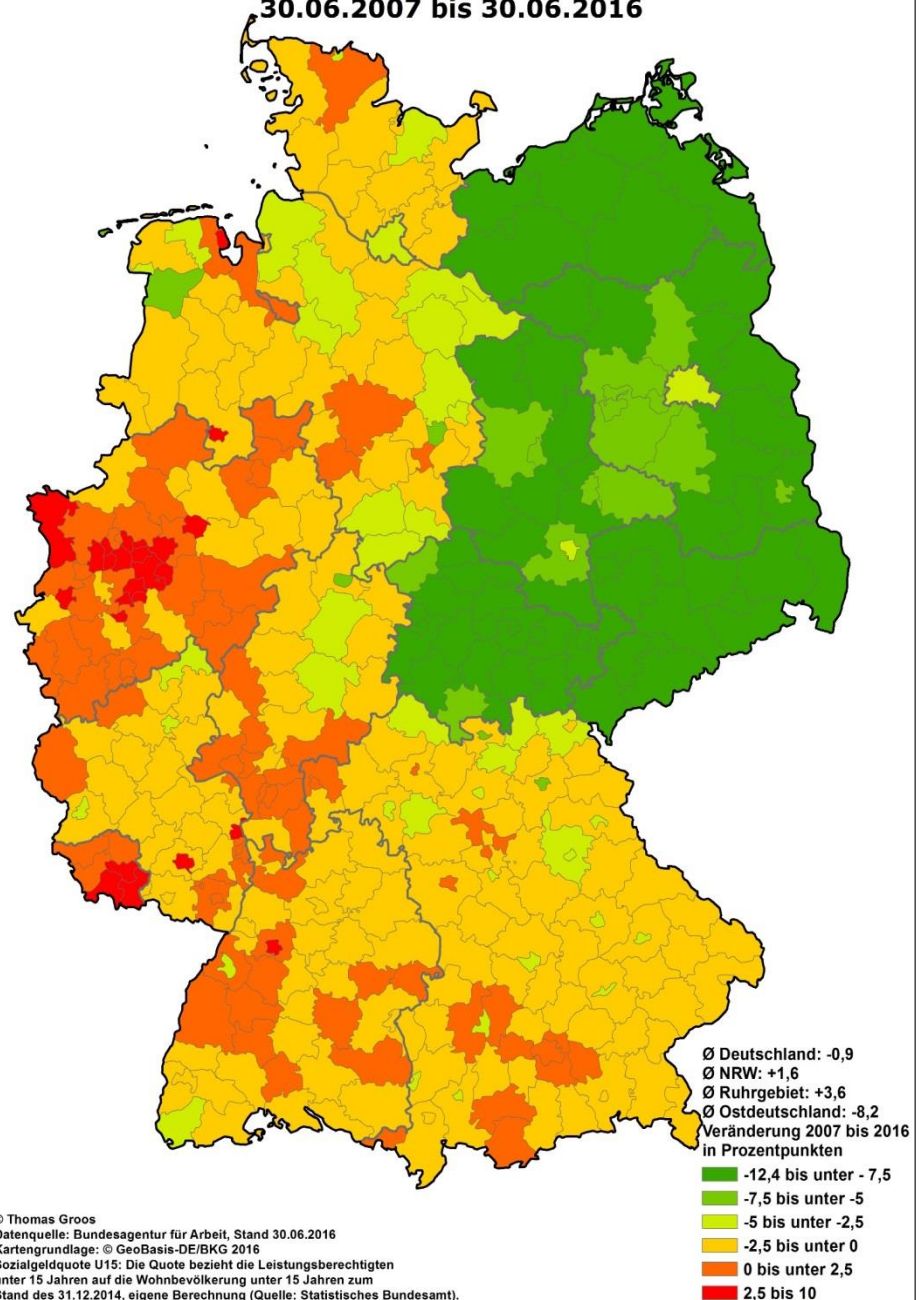 30.06.2007 bis 30.06.2016
Ø Deutschland: -0,9
Ø NRW: +1,6
Ø Ruhrgebiet: +3,6
Ø Ostdeutschland: -8,2
Veränderung 2007 bis 2016
in Prozentpunkten
-12,4 bis unter - 7,5
-7,5 bis unter -5
-5 bis unter -2,5
-2,5 bis unter 0
0 bis unter 2,5
2,5 bis 10
© Thomas Groos
Datenquelle: Bundesagentur für Arbeit, Stand 30.06.2016
Kartengrundlage: © GeoBasis-DE/BKG 2016
Sozialgeldquote U15: Die Quote bezieht die Leistungsberechtigten
unter 15 Jahren auf die Wohnbevölkerung unter 15 Jahren zum
Stand des 31.12.2014, eigene Berechnung (Quelle: Statistisches Bundesamt).